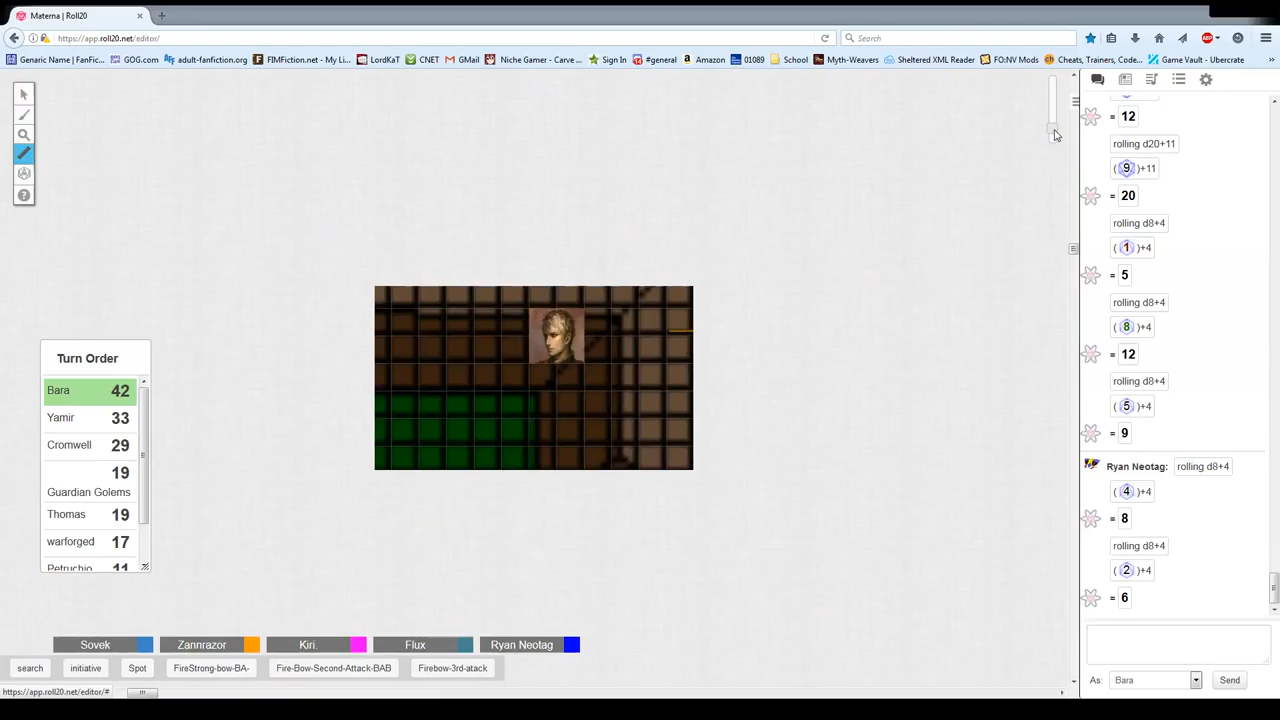 Materna | Roll20
https://app.roll20.net/editor/
Search
Generic Name | FanFic...
GOG.com
adult-fanfiction.org
FIMFiction.net - My Li...
LordKaT
CNET
GMail
Niche Gamer - Carve ...
Sign In
#general
Amazon
01089
School
Myth-Weavers
Sheltered XML Reader
FO:NV Mods
Cheats, Trainers, Code...
Game Vault - Ubercrate
ABP
= 12
rolling d20+11
(9)+11
= 20
rolling d8+4
(1)+4
= 5
rolling d8+4
(8)+4
= 12
rolling d8+4
(5)+4
= 9
Ryan Neotag: rolling d8+4
(4)+4
= 8
rolling d8+4
(2)+4
= 6
As: Bara
Send
Turn Order
Bara 42
Yamir 33
Cromwell 29
19
Guardian Golems
Thomas 19
warforged 17
Petruchio 11
Sovek
Zannrazor
Kiri.
Flux
Ryan Neotag
search
initiative
Spot
FireStrong-bow-BA-
Fire-Bow-Second-Attack-BAB
Firebow-3rd-atack
https://app.roll20.net/editor/#